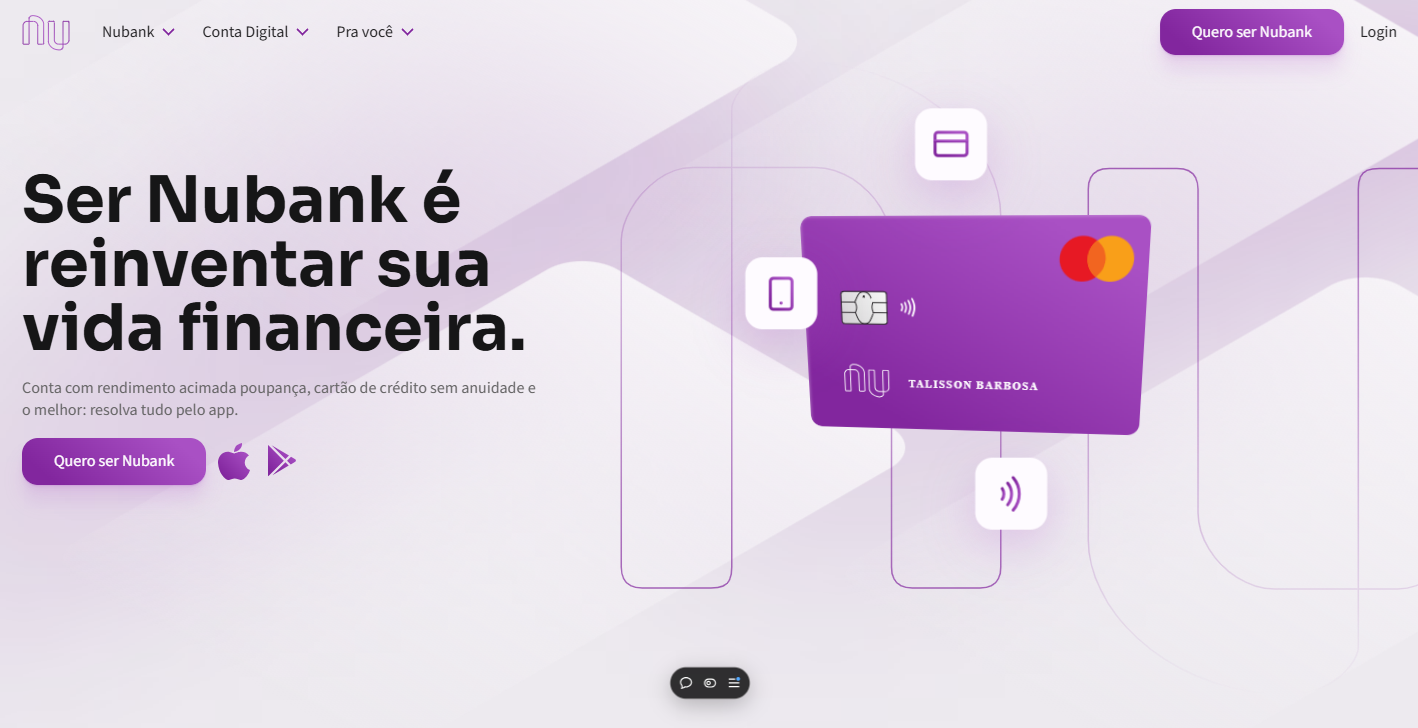 nu
Nubank
Conta Digital
Pra você
Quero ser Nubank
Login
Ser Nubank é
reinventar sua
vida financeira.
Conta com rendimento acimada poupança, cartão de crédito sem anuidade e
o melhor: resolva tudo pelo app.
Quero ser Nubank
nu
TALISSON BARBOSA